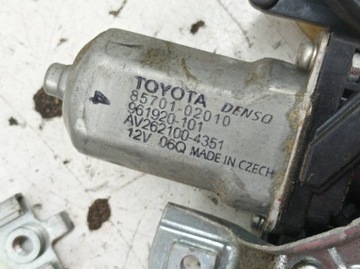 TOYOTA DENSO
85701-02010
961920-101
AV262100-4351
12V 06Q MADE IN CZECH